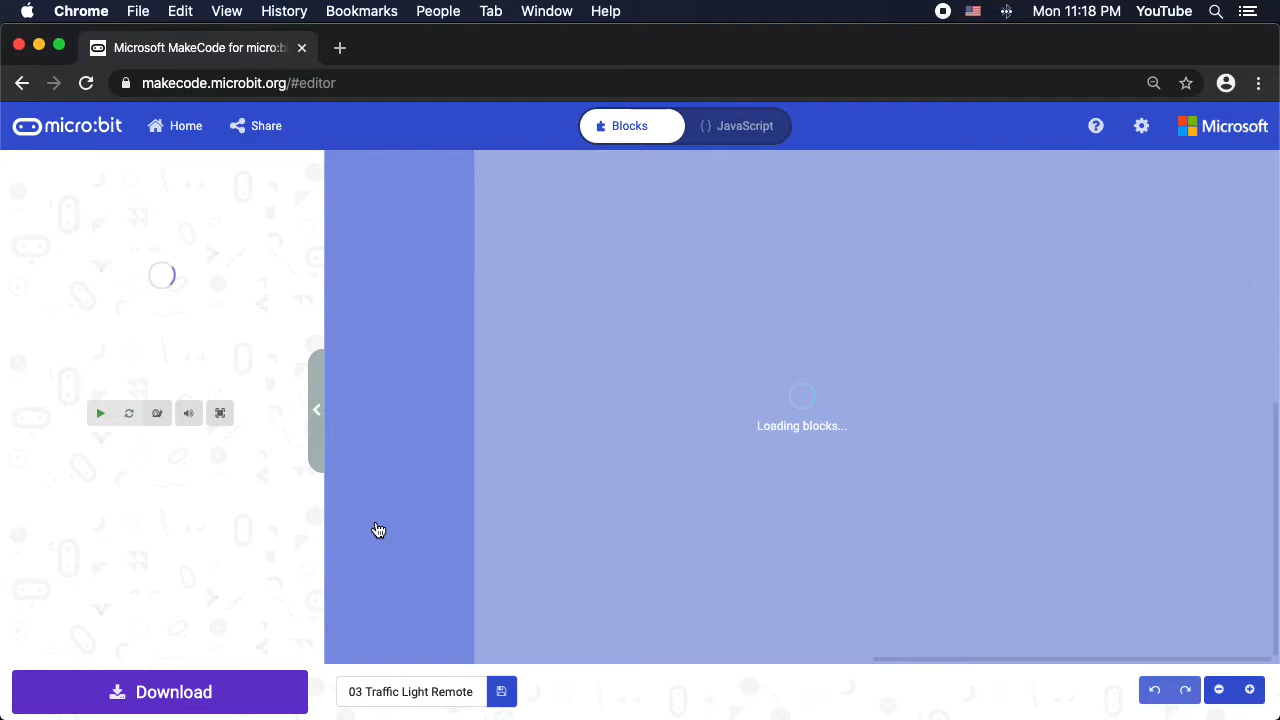 Chrome File Edit View History Bookmarks People Tab Window Help Mon 11:18 PM YouTube
Microsoft MakeCode for micro:b
makecode.microbit.org/#editor
micro:bit Home Share Blocks {} JavaScript Microsoft
Loading blocks...
Download 03 Traffic Light Remote